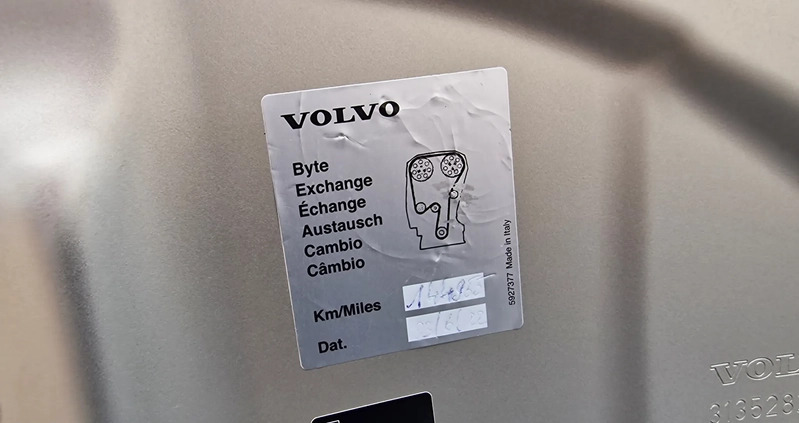 VOLVO
Byte
Exchange
Échange
Austausch
Cambio
Câmbio
Km/Miles
Dat.
5927377 Made in Italy